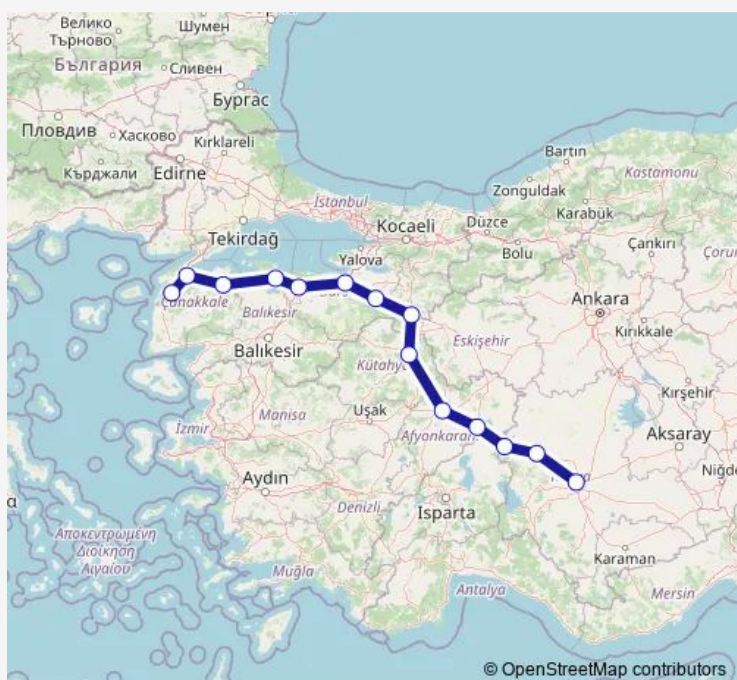 Велико
Търново
Шумен
България
Сливен
Бургас
Пловдив
Хасково
Kırklareli
Кърджали
Edirne
Bartın
Kastamonu
Zonguldak
Karabük
İstanbul
Tekirdağ
Kocaeli
Düzce
Bolu
Yalova
Çankırı
Çanakkale
Balıkesir
Ankara
Kırıkkale
Balıkesir
Eskişehir
Kütahya
Kırşehir
Manisa
Uşak
İzmir
Afyonkarah
Aksaray
Aydın
Niğde
Denizli
Isparta
Αποκεντρωμένη
Διοίκηση
Αιγαίου
Karaman
Muğla
Antalya
Mersin
© OpenStreetMap contributors